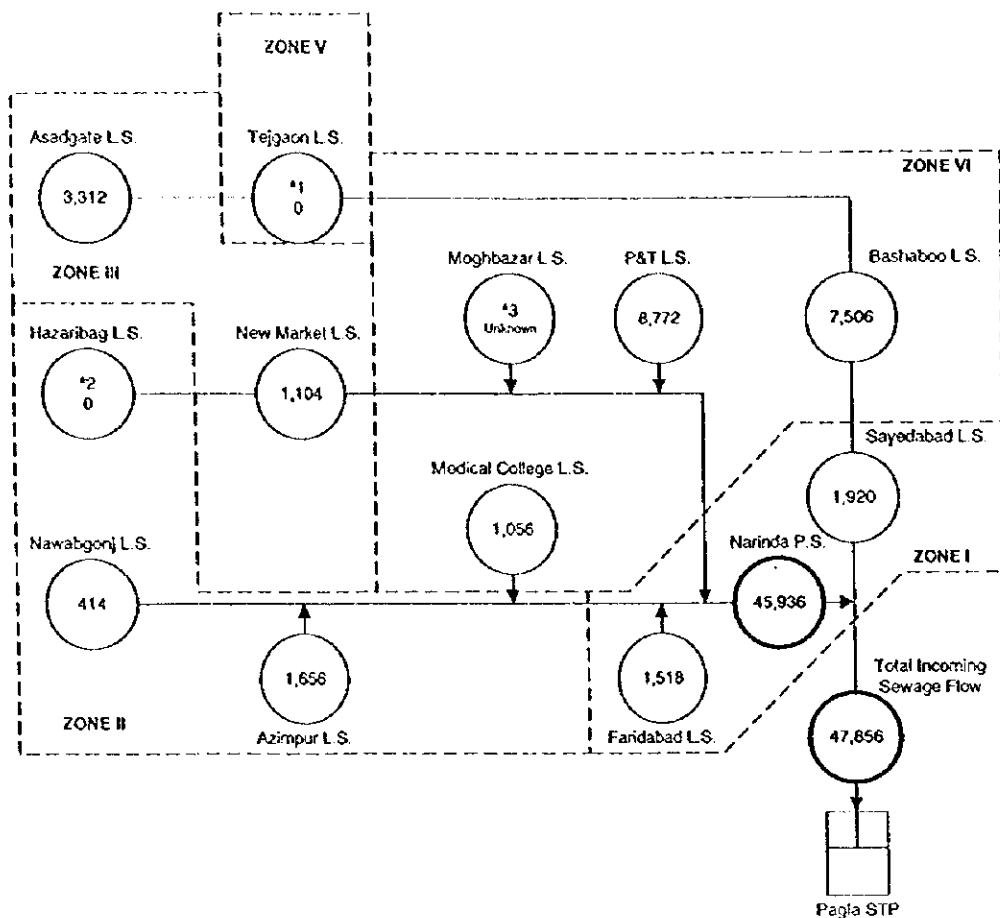 ZONE V
Asadgate L.S.
Tejgaon L.S.
3,312
*1
0
ZONE VI
ZONE III
Moghbazar L.S.
P&T L.S.
Bashaboo L.S.
*3
Unknown
8,772
7,506
Hazaribag L.S.
New Market L.S.
*2
0
1,104
Medical College L.S.
Sayedabad L.S.
1,056
1,920
Nawabgonj L.S.
Narinda P.S.
ZONE I
414
45,936
1,656
1,518
Total Incoming
Sewage Flow
ZONE II
Azimpur L.S.
Faridabad L.S.
47,856
Pagla STP